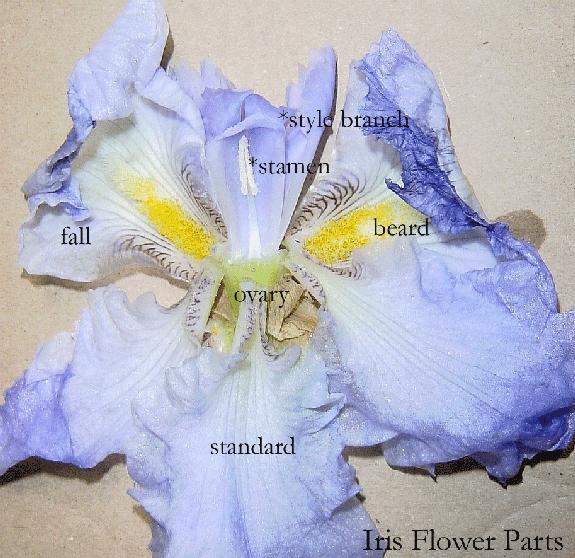 *style branch
*stamen
fall
beard
ovary
standard
Iris Flower Parts